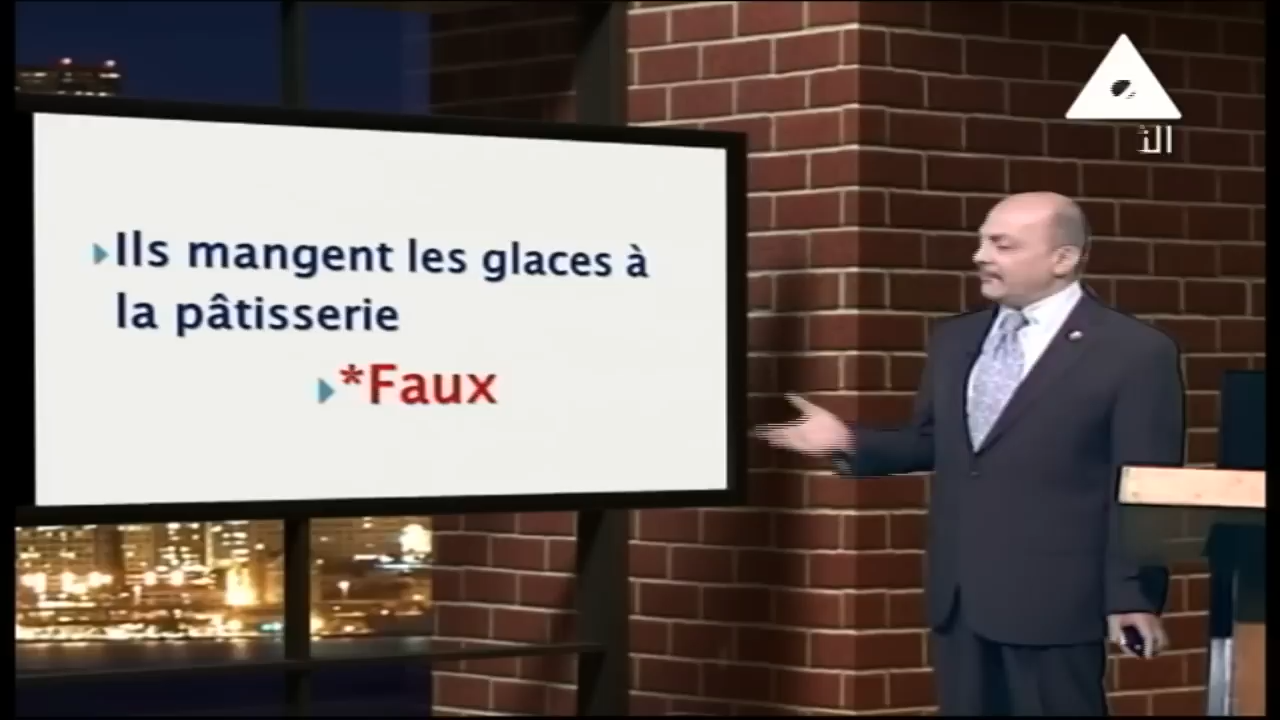 Ils mangent les glaces à
la pâtisserie
*Faux